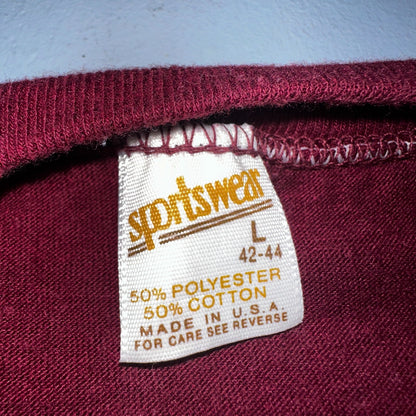 sportswear
L
42-44
50% POLYESTER
50% COTTON
MADE IN U.S.A.
FOR CARE SEE REVERSE